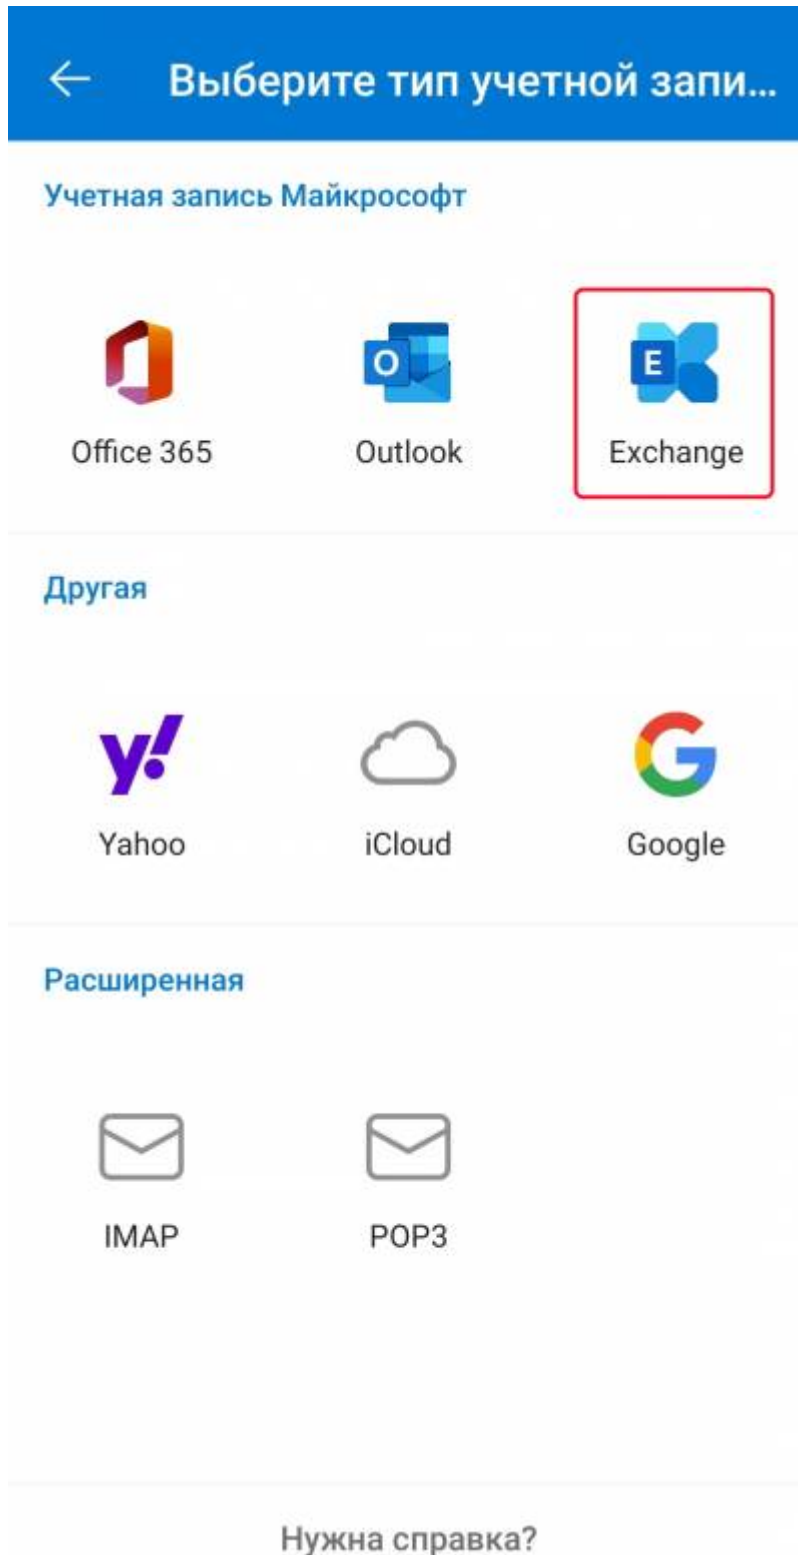 Выберите тип учетной запи...
Учетная запись Майкрософт
O
E
Office 365
Outlook
Exchange
Другая
y!
Yahoo
iCloud
Google
Расширенная
IMAP
POP3
Нужна справка?